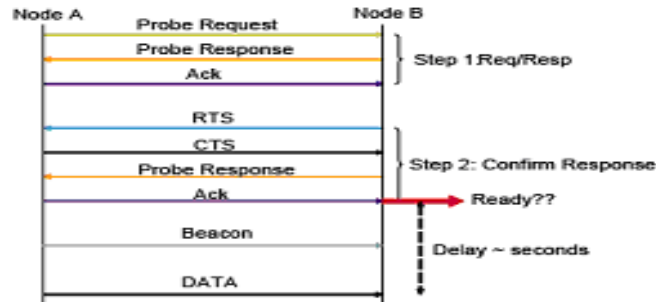 Node A
Node B
Probe Request
Probe Response
Step 1:Req/Resp
Ack
RTS
CTS
Step 2: Confirm Response
Probe Response
Ack
Ready??
Beacon
Delay ~ seconds
DATA